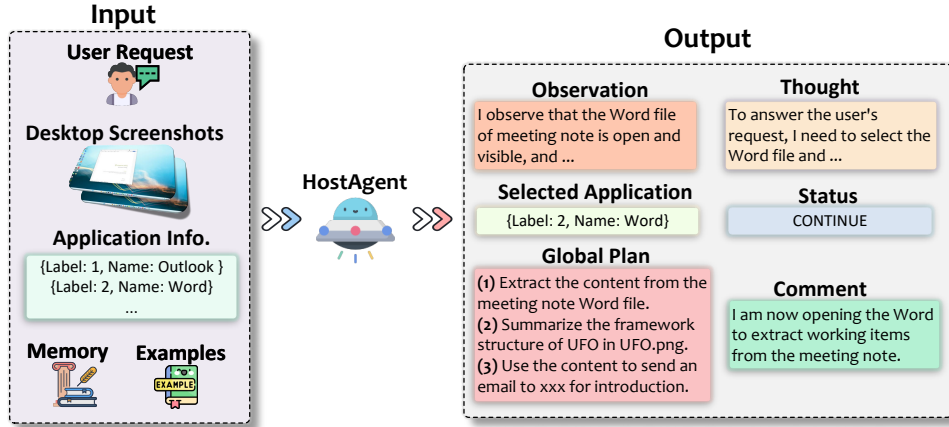 Input
User Request
Desktop Screenshots
Application Info.
{Label: 1, Name: Outlook }
{Label: 2, Name: Word}
...
Memory
Examples
EXAMPLE
HostAgent
Output
Observation
I observe that the Word file
of meeting note is open and
visible, and ...
Thought
To answer the user's
request, I need to select the
Word file and ...
Selected Application
{Label: 2, Name: Word}
Status
CONTINUE
Global Plan
(1) Extract the content from the
meeting note Word file.
(2) Summarize the framework
structure of UFO in UFO.png.
(3) Use the content to send an
email to xxx for introduction.
Comment
I am now opening the Word
to extract working items
from the meeting note.